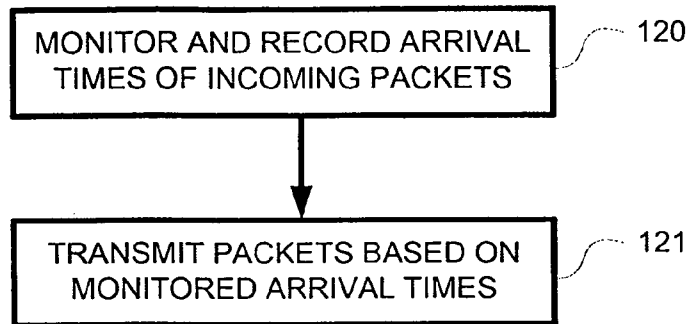 MONITOR AND RECORD ARRIVAL
TIMES OF INCOMING PACKETS
120
TRANSMIT PACKETS BASED ON
MONITORED ARRIVAL TIMES
121